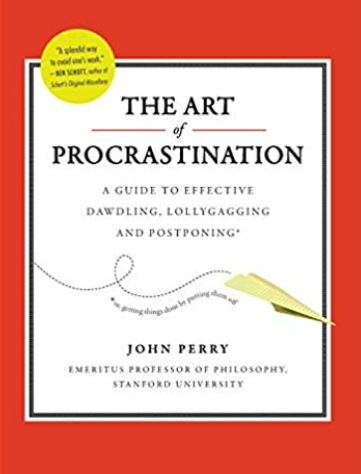 "A splendid way
to avoid one's work."
— BEN SCHOTT, author of
Schott's Original Miscellany
THE ART
of
PROCRASTINATION
A GUIDE TO EFFECTIVE
DAWDLING, LOLLYGAGGING
AND POSTPONING*
*or, getting things done by putting them off
JOHN PERRY
EMERITUS PROFESSOR OF PHILOSOPHY,
STANFORD UNIVERSITY